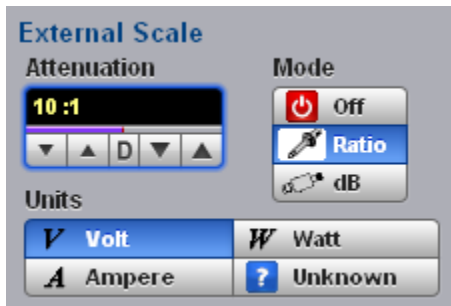 External Scale
Attenuation
Mode
10 :1
D
Off
Ratio
dB
Units
V Volt
W Watt
A Ampere
? Unknown